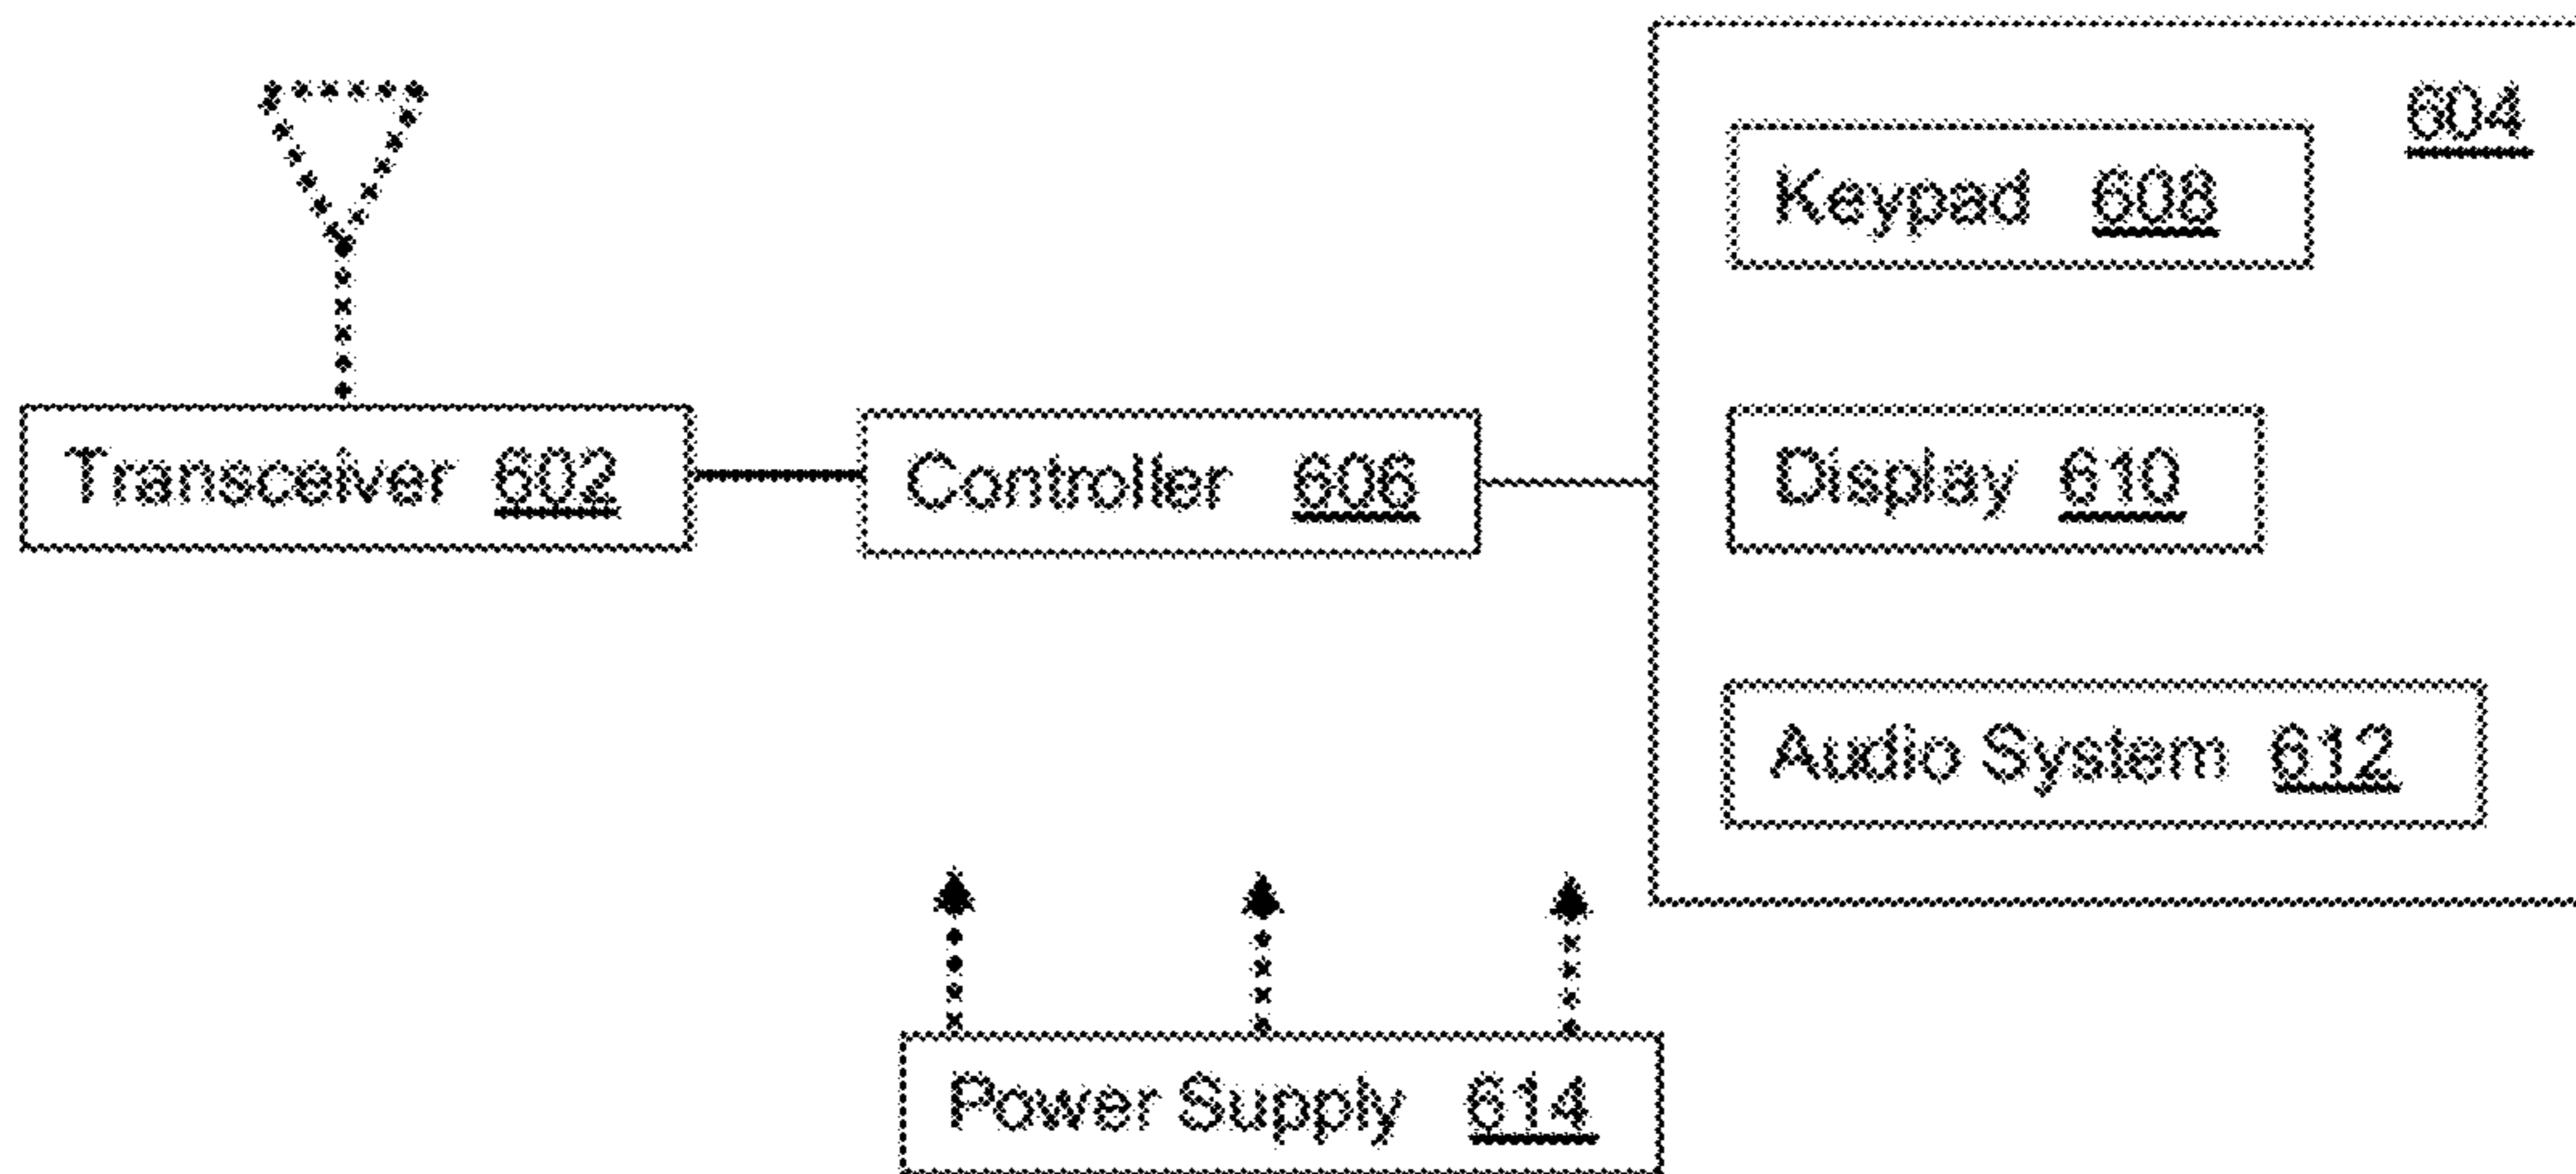 604
Keypad 608
Transceiver 602
Controller 606
Display 610
Audio System 612
Power Supply 614